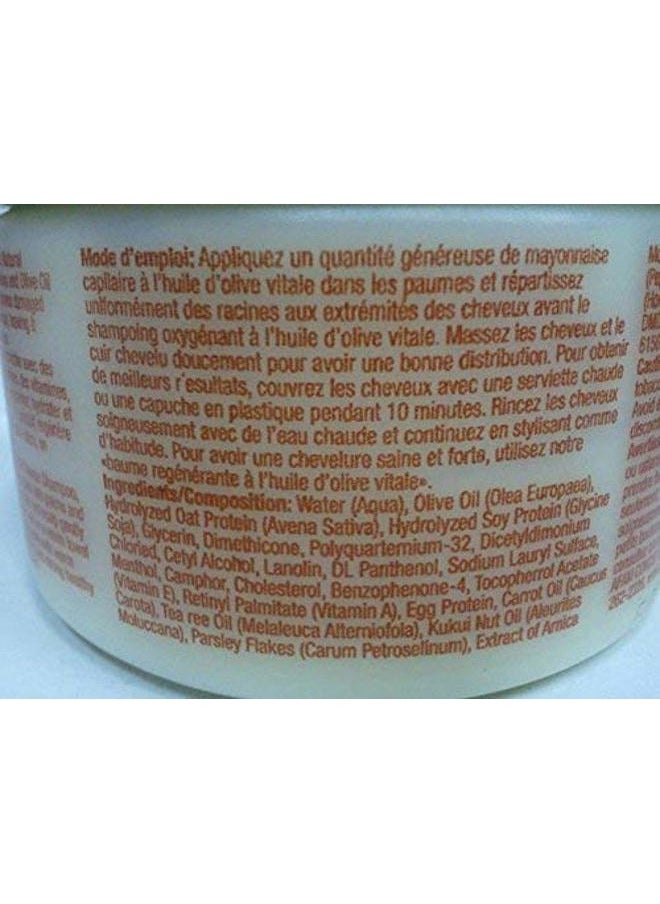 Mode d'emploi: Appliquez un quantité généreuse de mayonnaise
capilaire à l'huile d'olive vitale dans les paumes et répartissez
uniformément des racines aux extrémités des cheveux avant le
shampoing oxygénant à l'huile d'olive vitale. Massez les cheveux et le
cuir chevelu doucement pour avoir une bonne distribution. Pour obtenir
de meilleurs r'esultats, couvrez les cheveux avec une serviette chaude
ou une capuche en plastique pendant 10 minutes. Rincez les cheveux
soigneusement avec de l'eau chaude et continuez en stylisant comme
d'habitude. Pour avoir une chevelure saine et forte, utilisez notre
«baume regénérante à l'huile d'olive vitale».
Ingredients/Composition: Water (Aqua), Olive Oil (Olea Europaea),
Hydrolyzed Oat Protein (Avena Sativa), Hydrolyzed Soy Protein (Glycine
Soja), Glycerin, Dimethicone, Polyquarternium-32, Dicetyldimonium
Chloried, Cetyl Alcohol, Lanolin, DL Panthenol, Sodium Lauryl Sulface,
Menthol, Camphor, Cholesterol, Benzophenone-4, Tocopherrol Acetate
(Vitamin E), Retinyl Palmitate (Vitamin A), Egg Protein, Carrot Oil (Caucus
Carota), Tea ree Oil (Melaleuca Alterniofola), Kukui Nut Oil (Aleurites
Moluccana), Parsley Flakes (Carum Petroselinum), Extract of Arnica
Natural
and Olive Oil
damaged